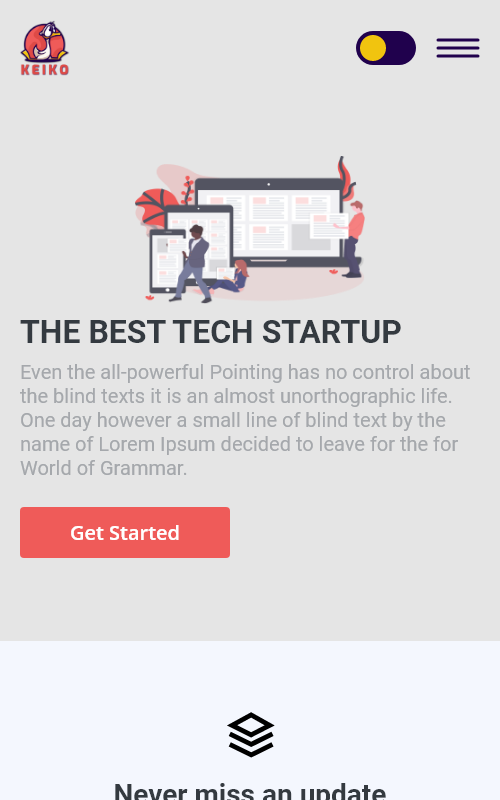 KEIKO
THE BEST TECH STARTUP
Even the all-powerful Pointing has no control about
the blind texts it is an almost unorthographic life.
One day however a small line of blind text by the
name of Lorem Ipsum decided to leave for the for
World of Grammar.
Get Started
Never miss an update